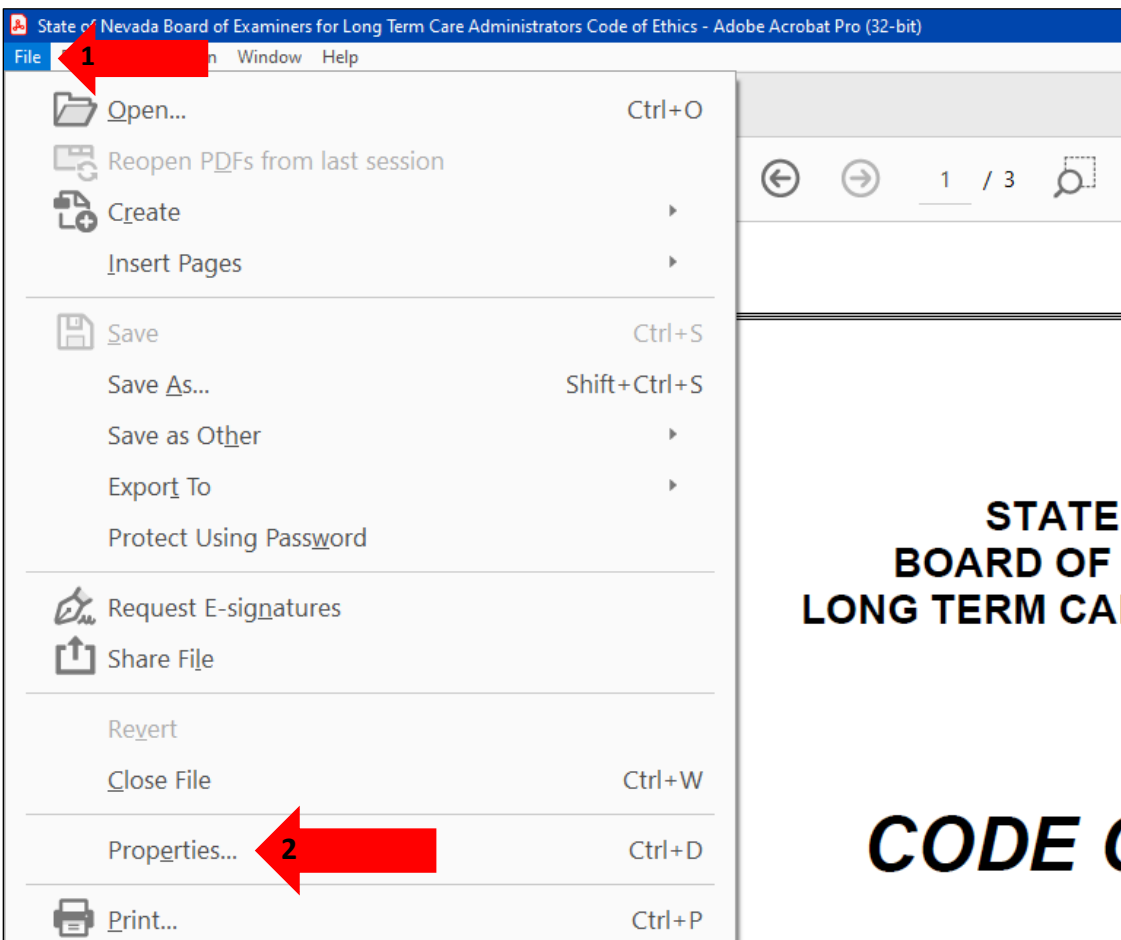 State of Nevada Board of Examiners for Long Term Care Administrators Code of Ethics - Adobe Acrobat Pro (32-bit)
File 1 Window Help
Open... Ctrl+O
Reopen PDFs from last session
Create
Insert Pages
Save Ctrl+S
Save As... Shift+Ctrl+S
Save as Other
Export To
Protect Using Password
Request E-signatures
Share File
Revert
Close File Ctrl+W
Properties... 2 Ctrl+D
Print... Ctrl+P
1 / 3
STATE
BOARD OF
LONG TERM
CODE